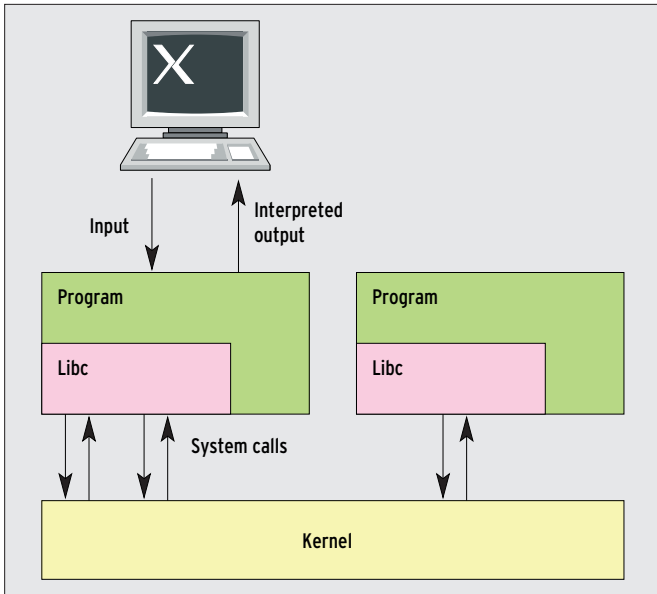 X
Input
Interpreted
output
Program
Program
Libc
Libc
System calls
Kernel